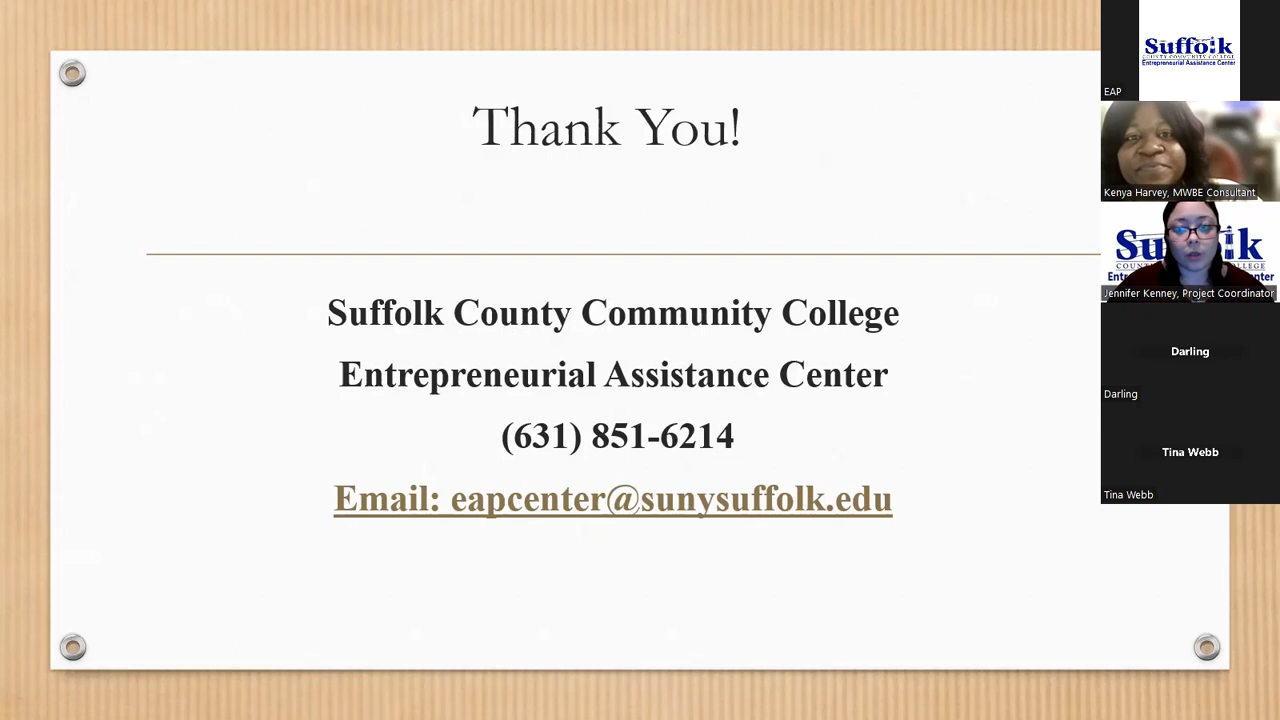 Thank You!
Suffolk County Community College
Entrepreneurial Assistance Center
(631) 851-6214
Email: eapcenter@sunysuffolk.edu
Suffolk
COUNTY COMMUNITY COLLEGE
Entrepreneurial Assistance Center
EAP
Kenya Harvey, MWBE Consultant
Jennifer Kenney, Project Coordinator
Darling
Darling
Tina Webb
Tina Webb